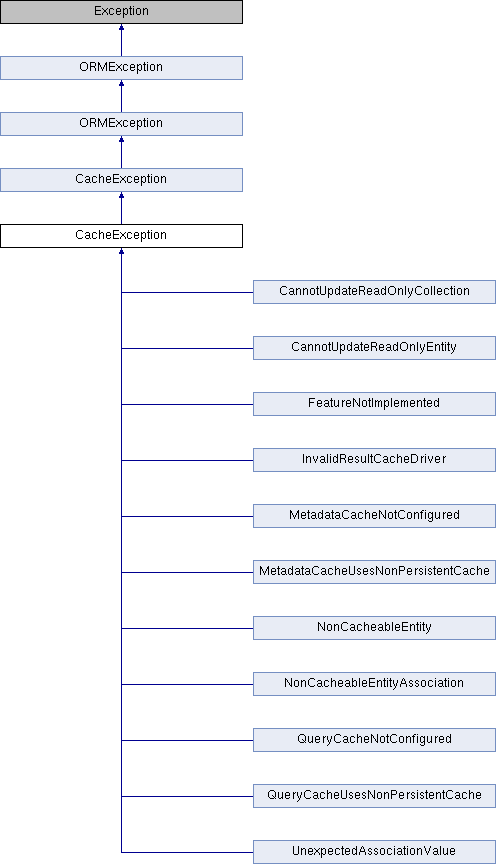 Exception
ORMException
ORMException
CacheException
CacheException
CannotUpdateReadOnlyCollection
CannotUpdateReadOnlyEntity
FeatureNotImplemented
InvalidResultCacheDriver
MetadataCacheNotConfigured
MetadataCacheUsesNonPersistentCache
NonCacheableEntity
NonCacheableEntityAssociation
QueryCacheNotConfigured
QueryCacheUsesNonPersistentCache
UnexpectedAssociationValue